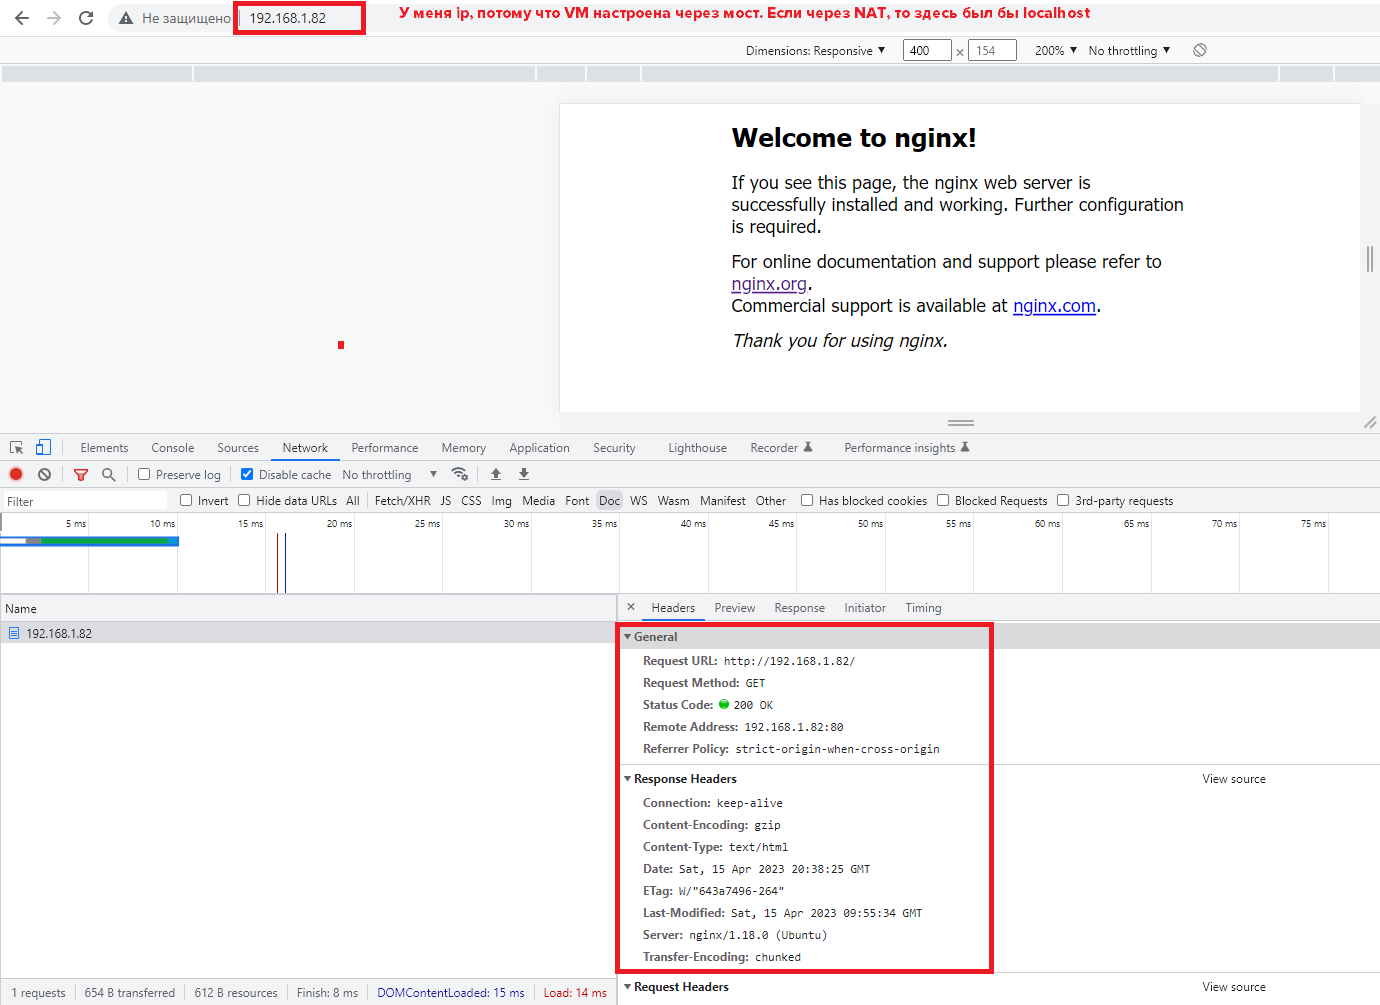 Не защищено
192.168.1.82
У меня ip, потому что VM настроена через мост. Если через NAT, то здесь был бы localhost
Dimensions: Responsive ▼ 400 × 154 200% ▼ No throttling ▼
Welcome to nginx!
If you see this page, the nginx web server is
successfully installed and working. Further configuration
is required.
For online documentation and support please refer to
nginx.org.
Commercial support is available at nginx.com.
Thank you for using nginx.
Elements Console Sources Network Performance Memory Application Security Lighthouse Recorder Performance insights
Preserve log Disable cache No throttling ▼
Filter Invert Hide data URLs All Fetch/XHR JS CSS Img Media Font Doc WS Wasm Manifest Other Has blocked cookies Blocked Requests 3rd-party requests
5 ms 10 ms 15 ms 20 ms 25 ms 30 ms 35 ms 40 ms 45 ms 50 ms 55 ms 60 ms 65 ms 70 ms 75 ms
Name
192.168.1.82
× Headers Preview Response Initiator Timing
▼ General
Request URL: http://192.168.1.82/
Request Method: GET
Status Code: 200 OK
Remote Address: 192.168.1.82:80
Referrer Policy: strict-origin-when-cross-origin
▼ Response Headers View source
Connection: keep-alive
Content-Encoding: gzip
Content-Type: text/html
Date: Sat, 15 Apr 2023 20:38:25 GMT
ETag: W/"643a7496-264"
Last-Modified: Sat, 15 Apr 2023 09:55:34 GMT
Server: nginx/1.18.0 (Ubuntu)
Transfer-Encoding: chunked
▼ Request Headers View source
1 requests 654 B transferred 612 B resources Finish: 8 ms DOMContentLoaded: 15 ms Load: 14 ms